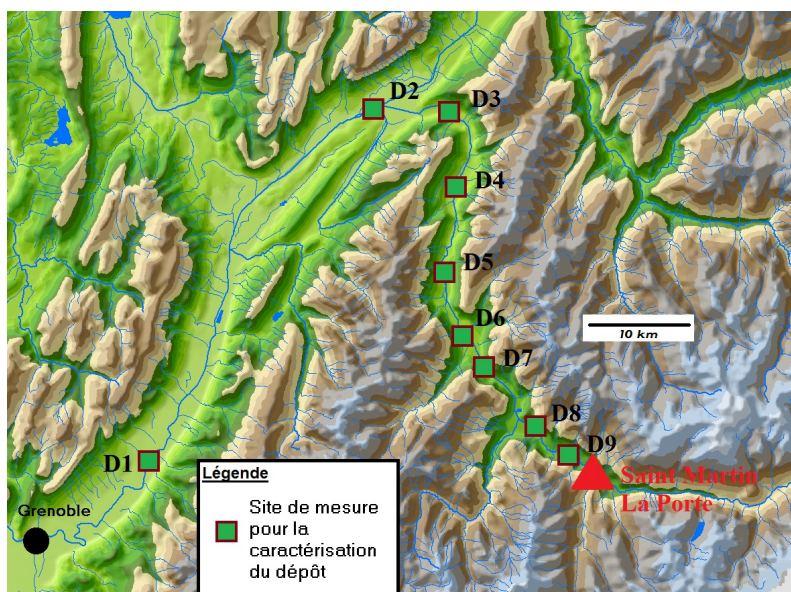 D2
D3
D4
D5
10 km
D6
D7
D8
D9
D1
Saint Martin
La Porte
Grenoble
Légende
Site de mesure
pour la
caractérisation
du dépôt